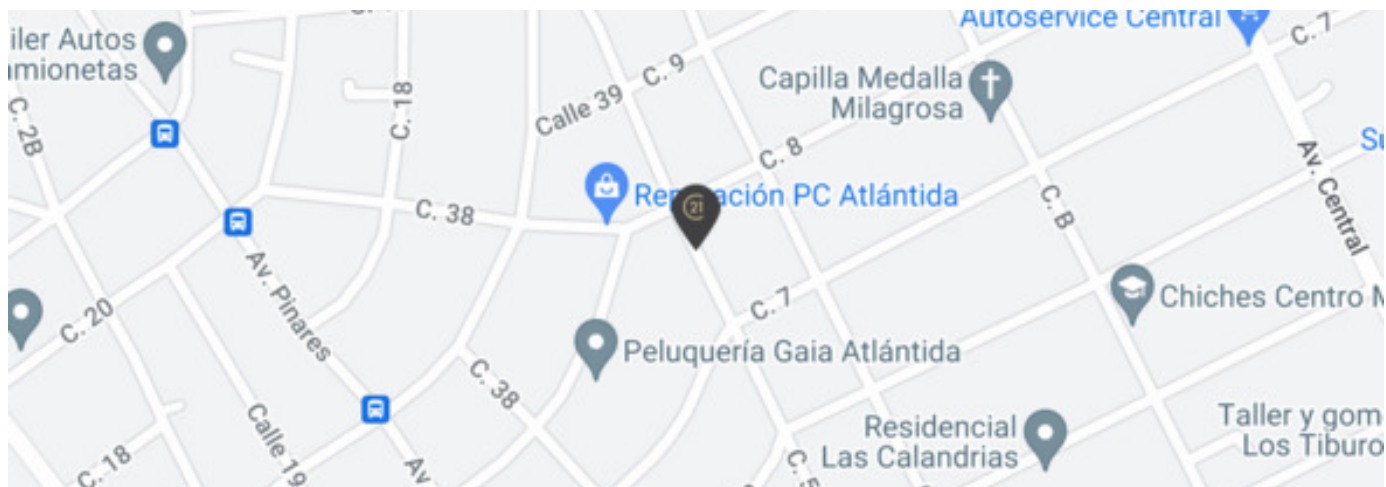 Autoservice Central
C. 7
iler Autos
amionetas
C. 9
C. 18
Calle 39
Capilla Medalla
Milagrosa
C. 2B
C. 8
Av. Central
21
Reparación PC Atlántida
C. 38
C. B
Av. Pinares
C. 7
Chiches Centro
C. 20
Peluquería Gaia Atlántida
C. 38
Calle 19
Residencial
Las Calandrias
Taller y gom
Los Tiburo
C. 18
Av
C. 5